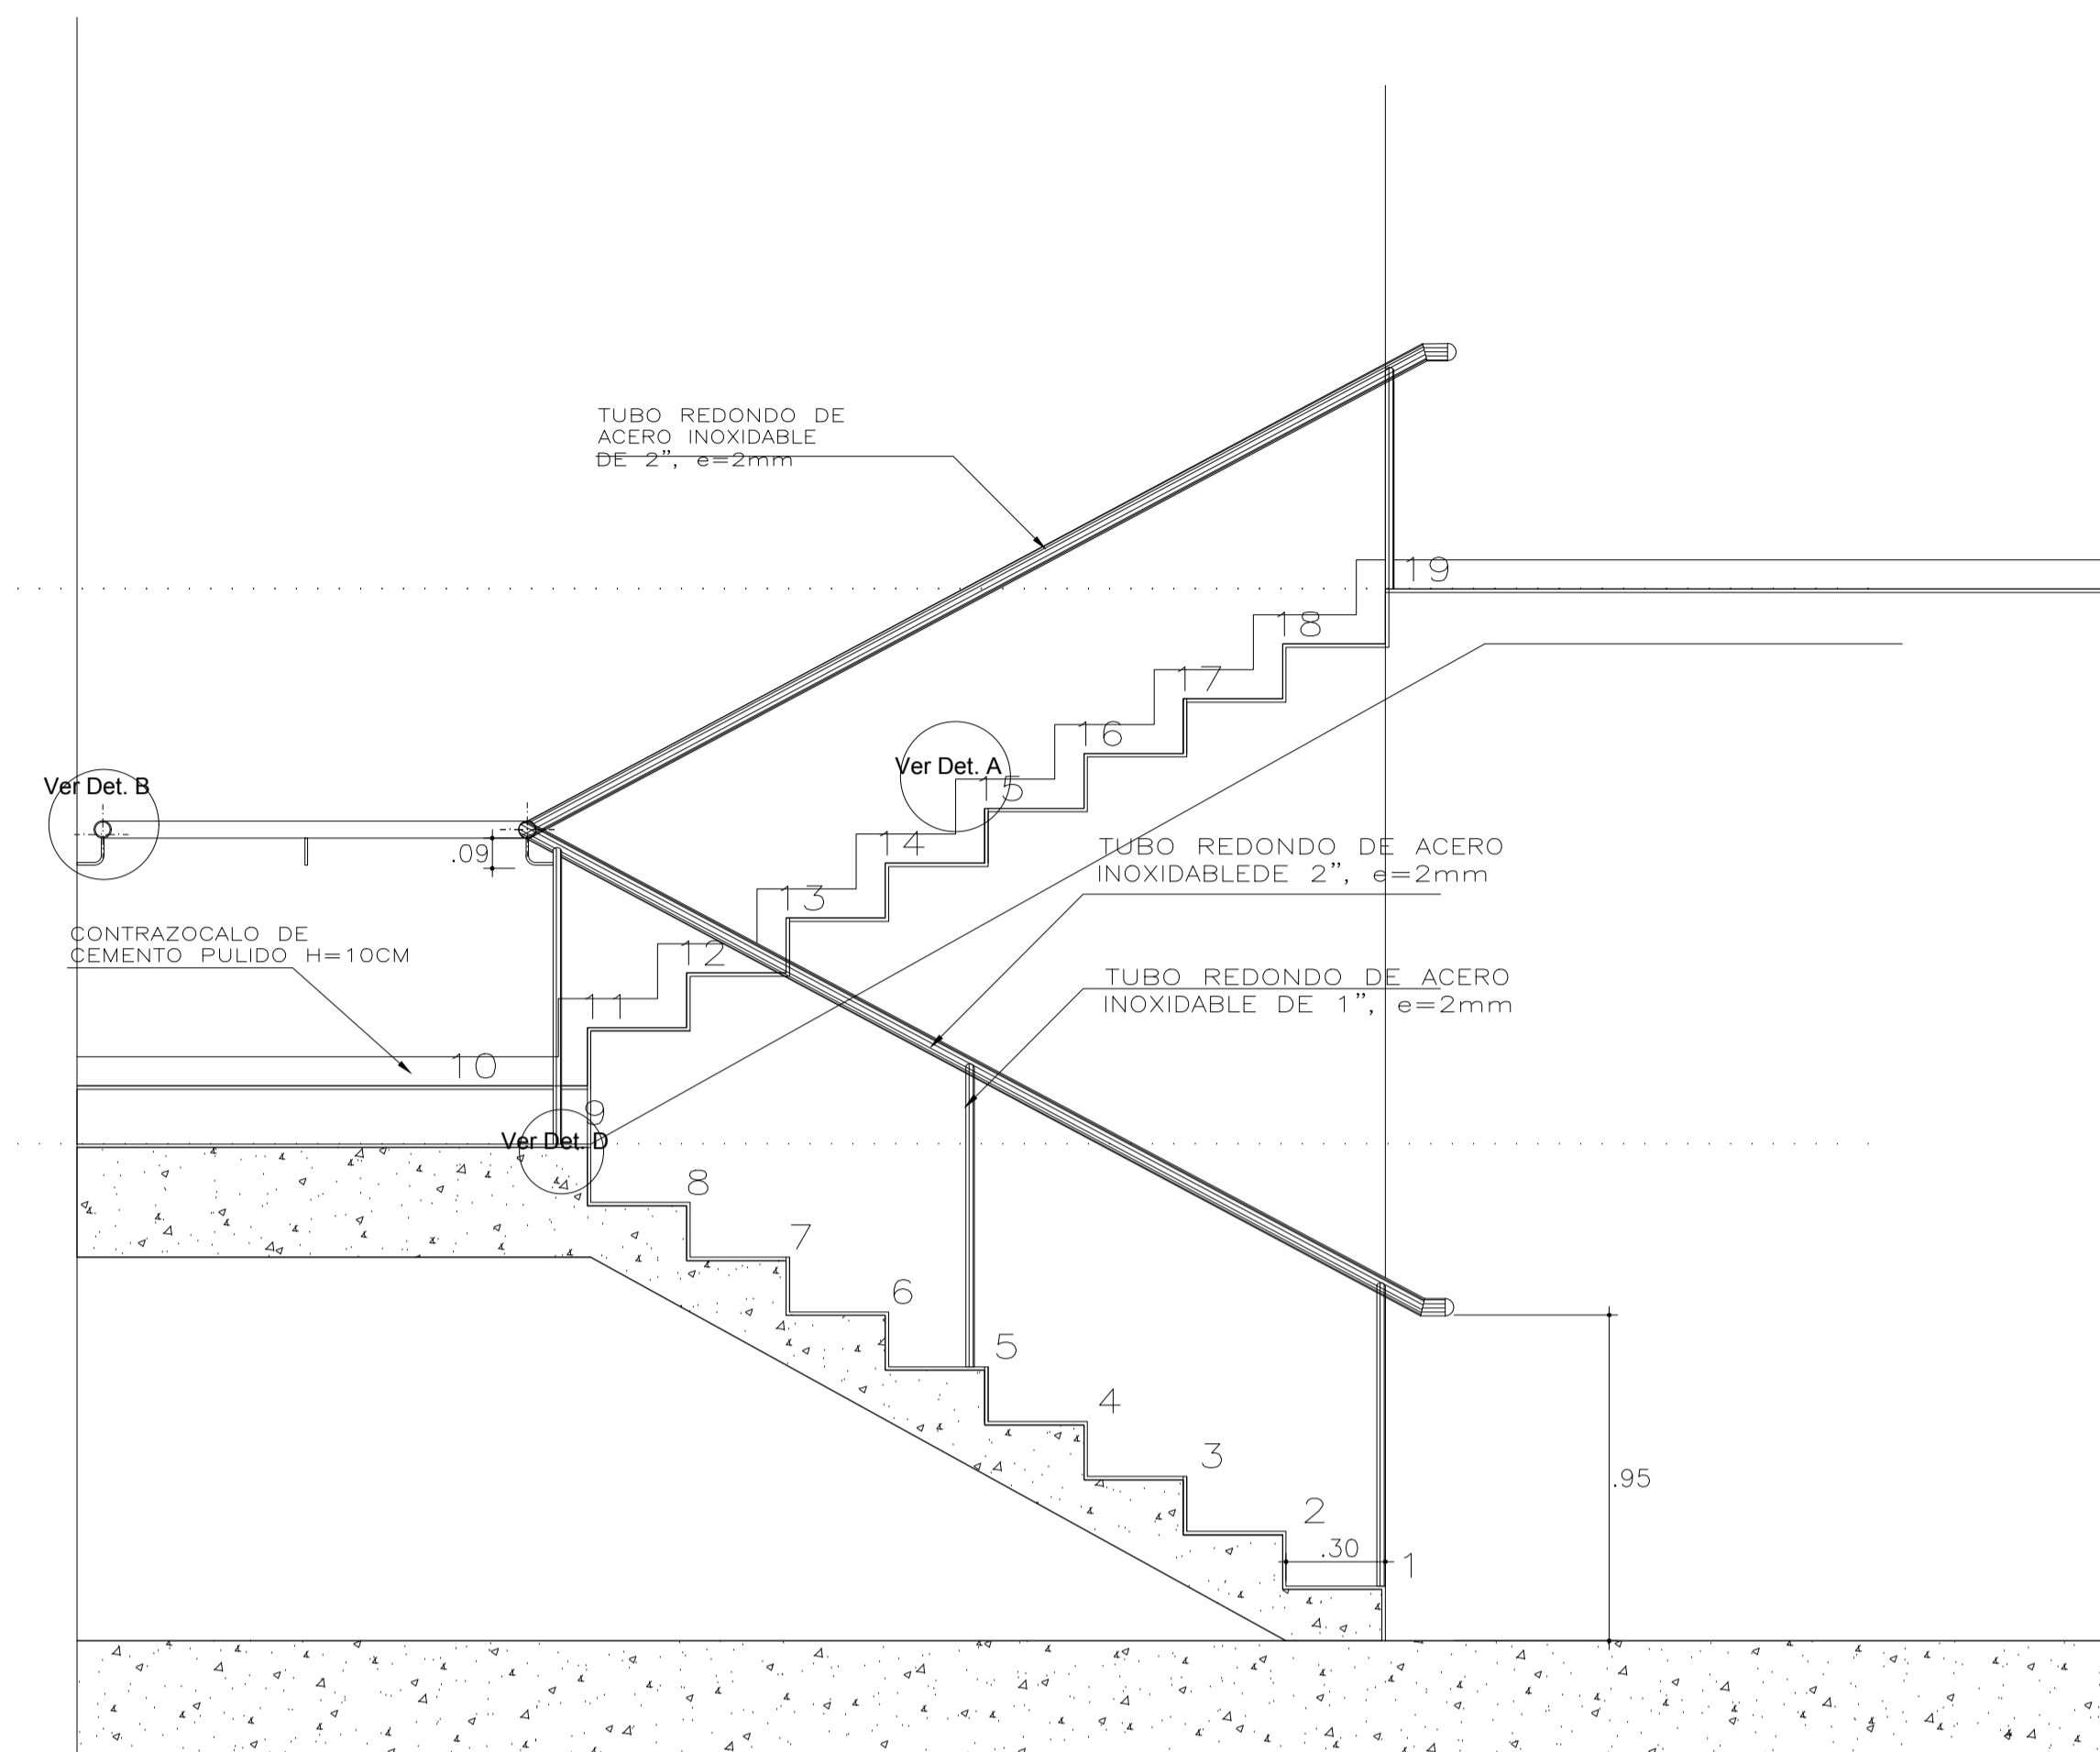 TUBO REDONDO DE
ACERO INOXIDABLE
DE 2", e=2mm
19
18
17
16
Ver Det. A
15
Ver Det. B
14
.09
TUBO REDONDO DE ACERO
INOXIDABLEDE 2", e=2mm
13
CONTRAZOCALO DE
CEMENTO PULIDO H=10CM
12
TUBO REDONDO DE ACERO
INOXIDABLE DE 1", e=2mm
11
10
9
Ver Det. D
8
7
6
5
4
3
.95
2
.30
1